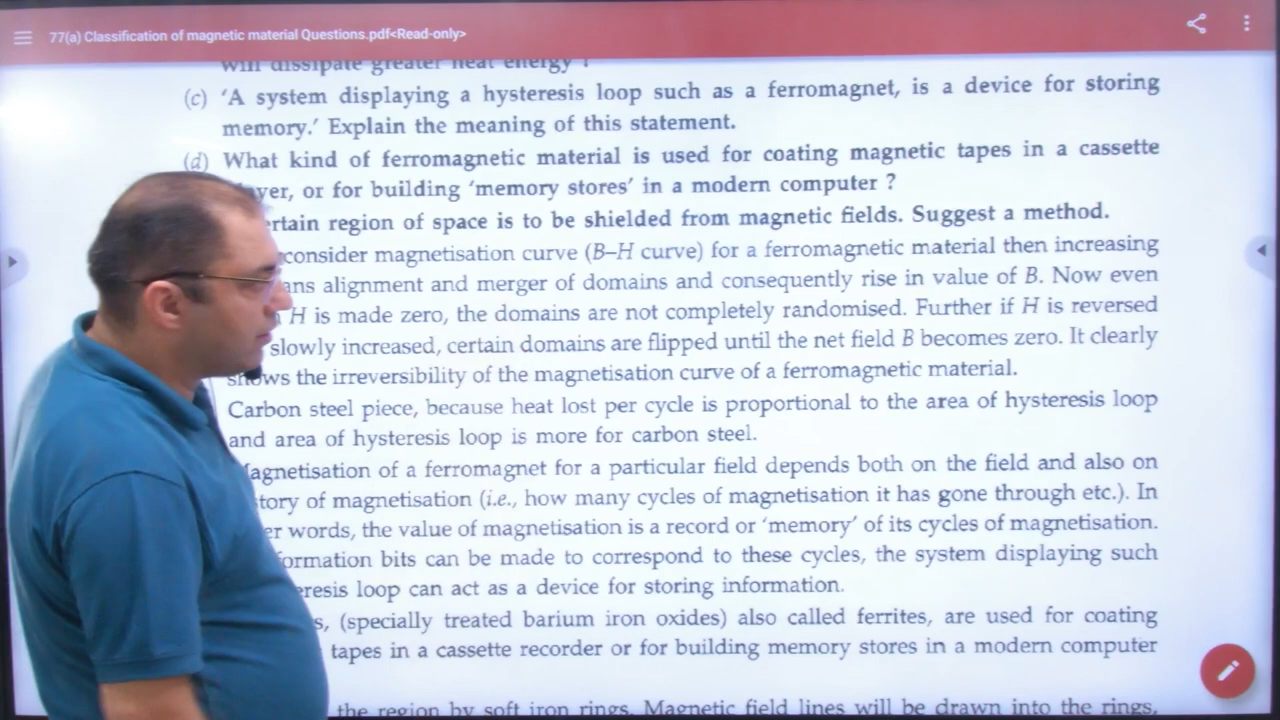 77(a) Classification of magnetic material Questions.pdf<Read-only>
will dissipate greater heat energy ?
(c) ‘A system displaying a hysteresis loop such as a ferromagnet, is a device for storing
memory.’ Explain the meaning of this statement.
(d) What kind of ferromagnetic material is used for coating magnetic tapes in a cassette
or for building ‘memory stores’ in a modern computer ?
region of space is to be shielded from magnetic fields. Suggest a method.
consider magnetisation curve (B–H curve) for a ferromagnetic material then increasing
alignment and merger of domains and consequently rise in value of B. Now even
H is made zero, the domains are not completely randomised. Further if H is reversed
slowly increased, certain domains are flipped until the net field B becomes zero. It clearly
shows the irreversibility of the magnetisation curve of a ferromagnetic material.
Carbon steel piece, because heat lost per cycle is proportional to the area of hysteresis loop
and area of hysteresis loop is more for carbon steel.
Magnetisation of a ferromagnet for a particular field depends both on the field and also on
of magnetisation (i.e., how many cycles of magnetisation it has gone through etc.). In
words, the value of magnetisation is a record or ‘memory’ of its cycles of magnetisation.
bits can be made to correspond to these cycles, the system displaying such
loop can act as a device for storing information.
(specially treated barium iron oxides) also called ferrites, are used for coating
tapes in a cassette recorder or for building memory stores in a modern computer
the region by soft iron rings. Magnetic field lines will be drawn into the rings,